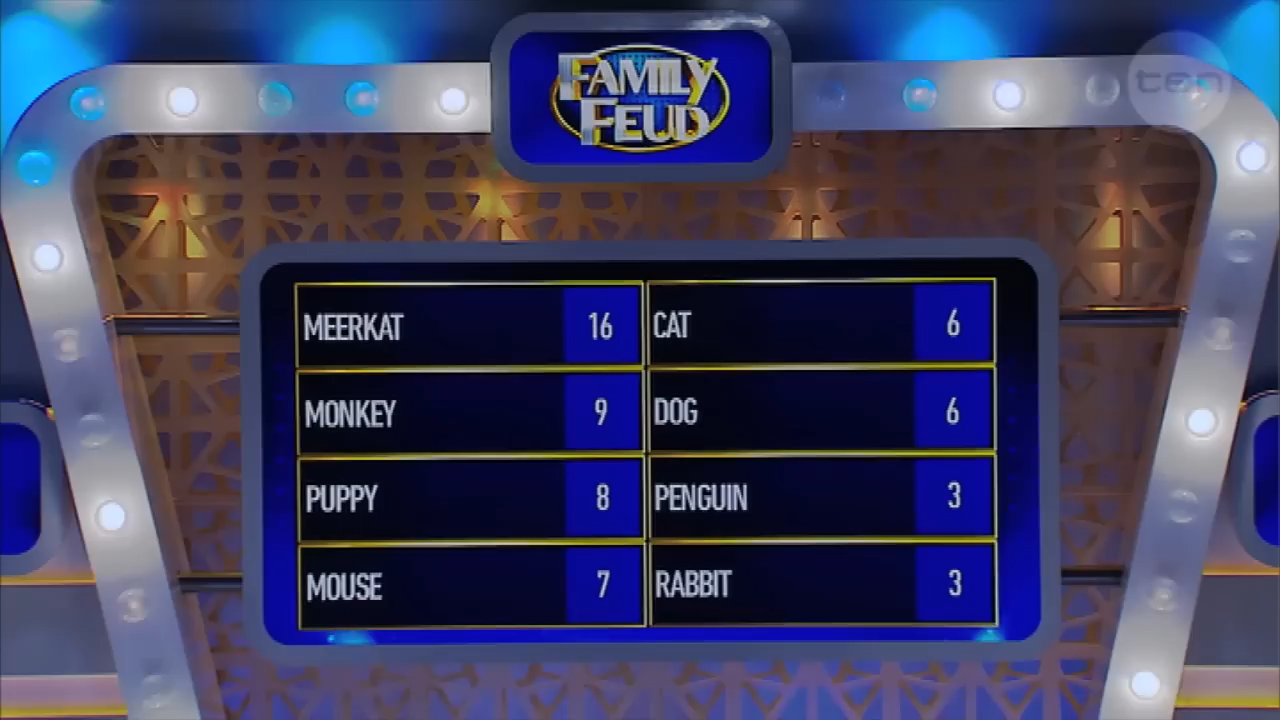 FAMILY
FEUD
ten
MEERKAT 16
CAT 6
MONKEY 9
DOG 6
PUPPY 8
PENGUIN 3
MOUSE 7
RABBIT 3